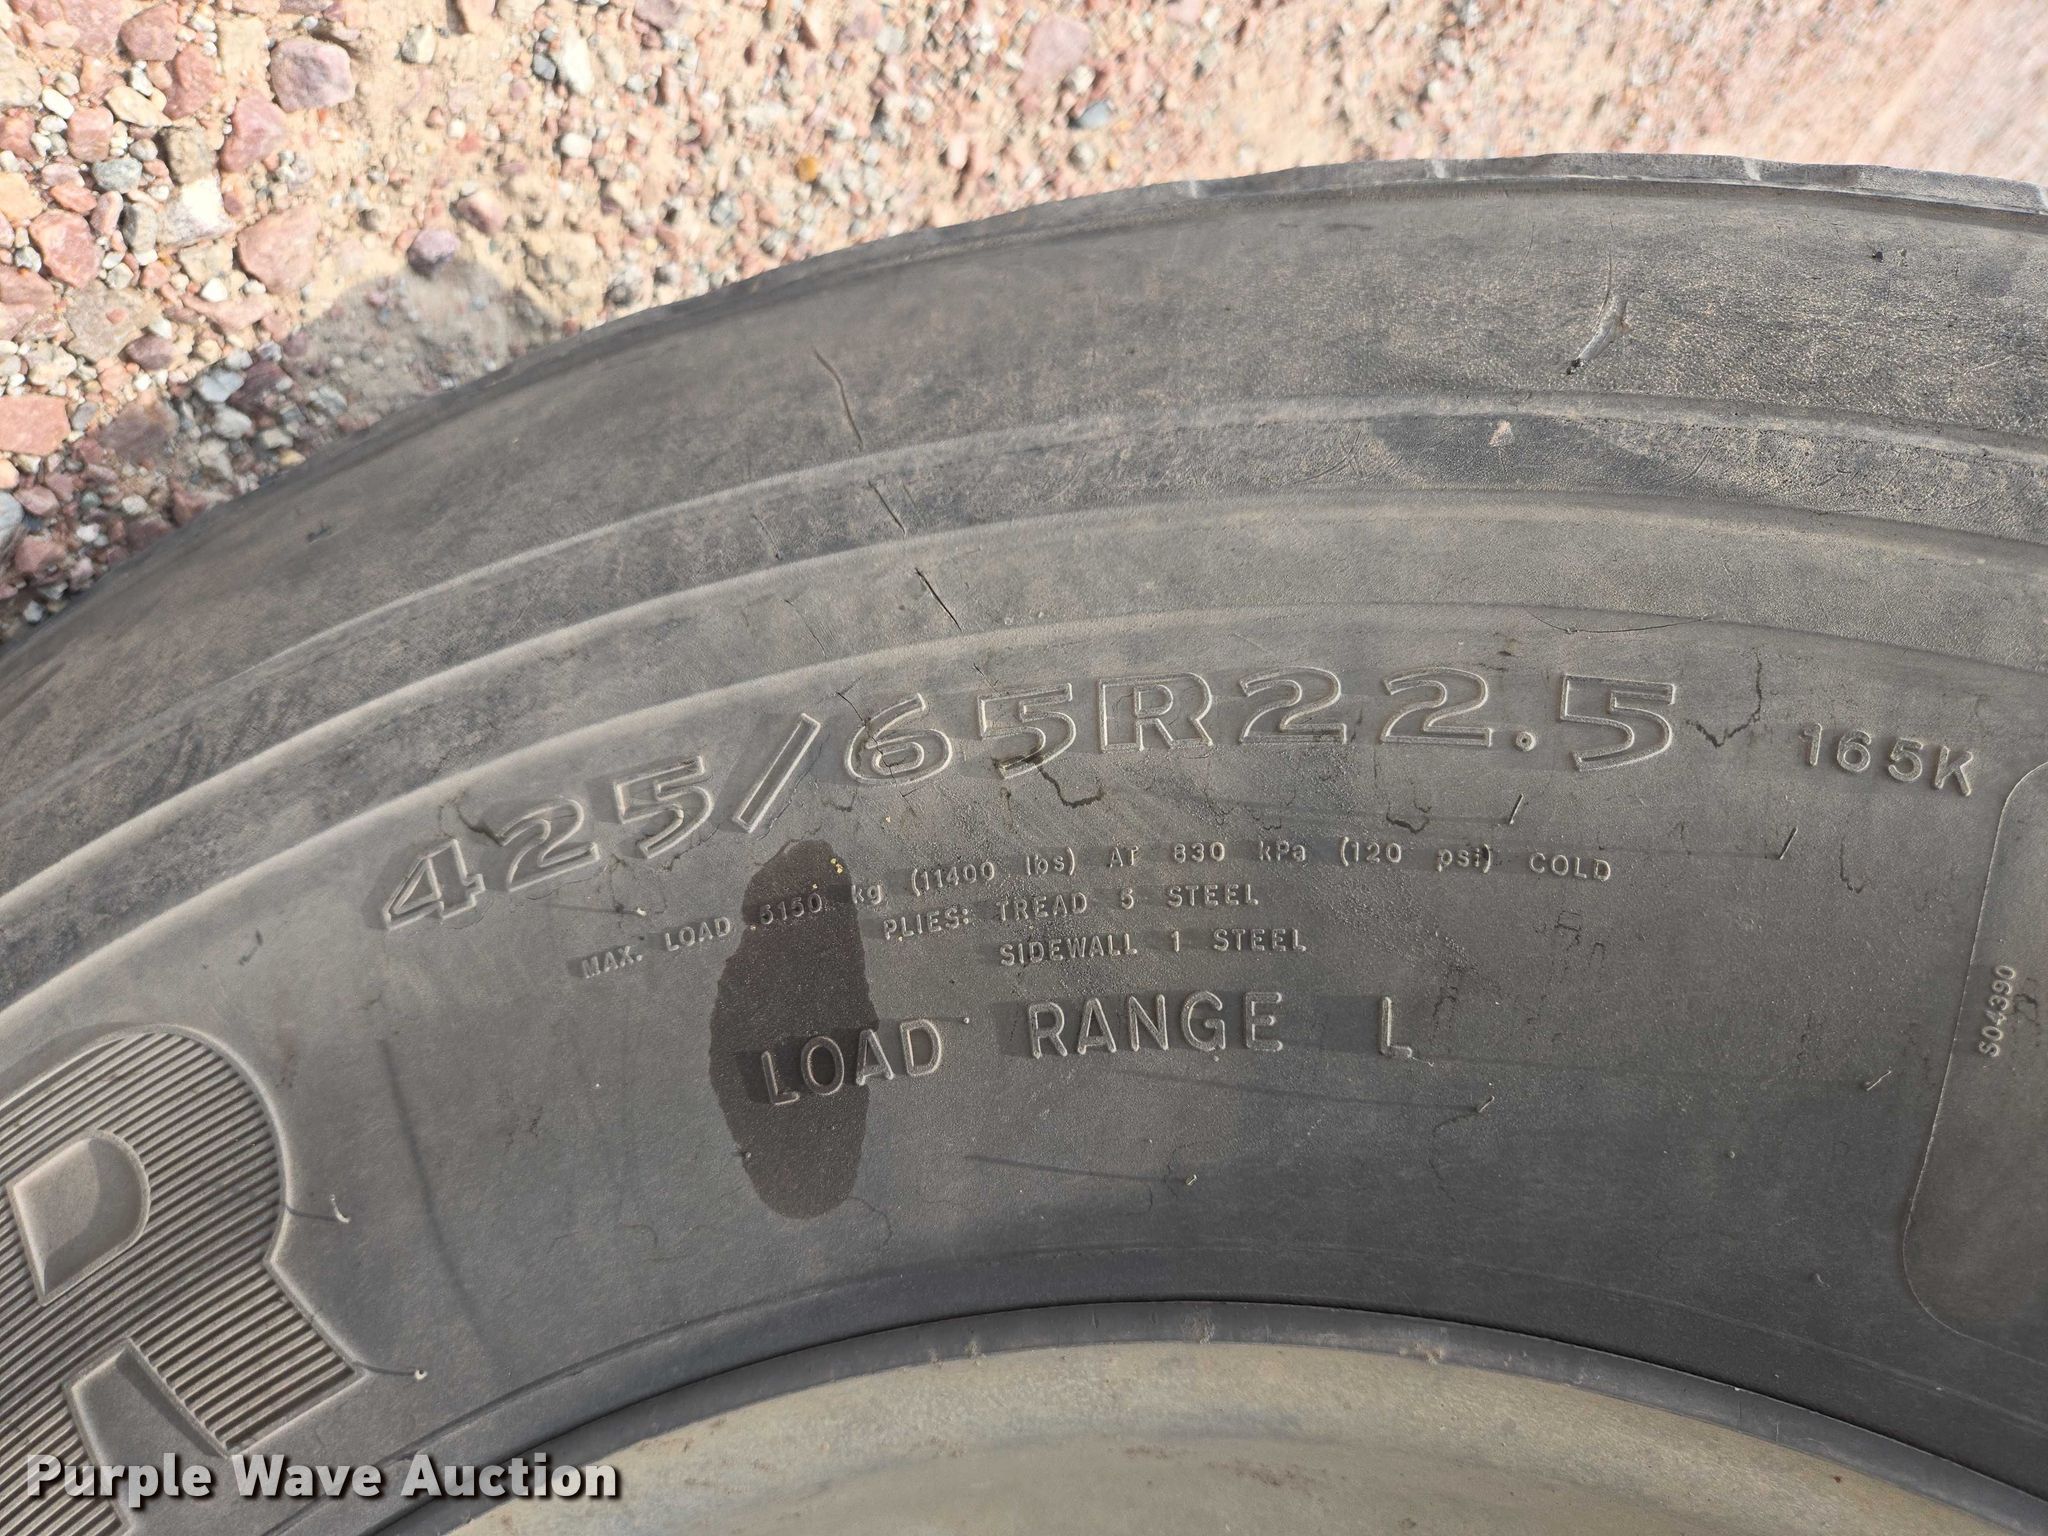 425/65R22.5 165K
MAX. LOAD 5150 kg (11400 lbs) AT 830 kPa (120 psi) COLD
PLIES: TREAD 5 STEEL
SIDEWALL 1 STEEL
LOAD RANGE L
S04390
R
Purple Wave Auction